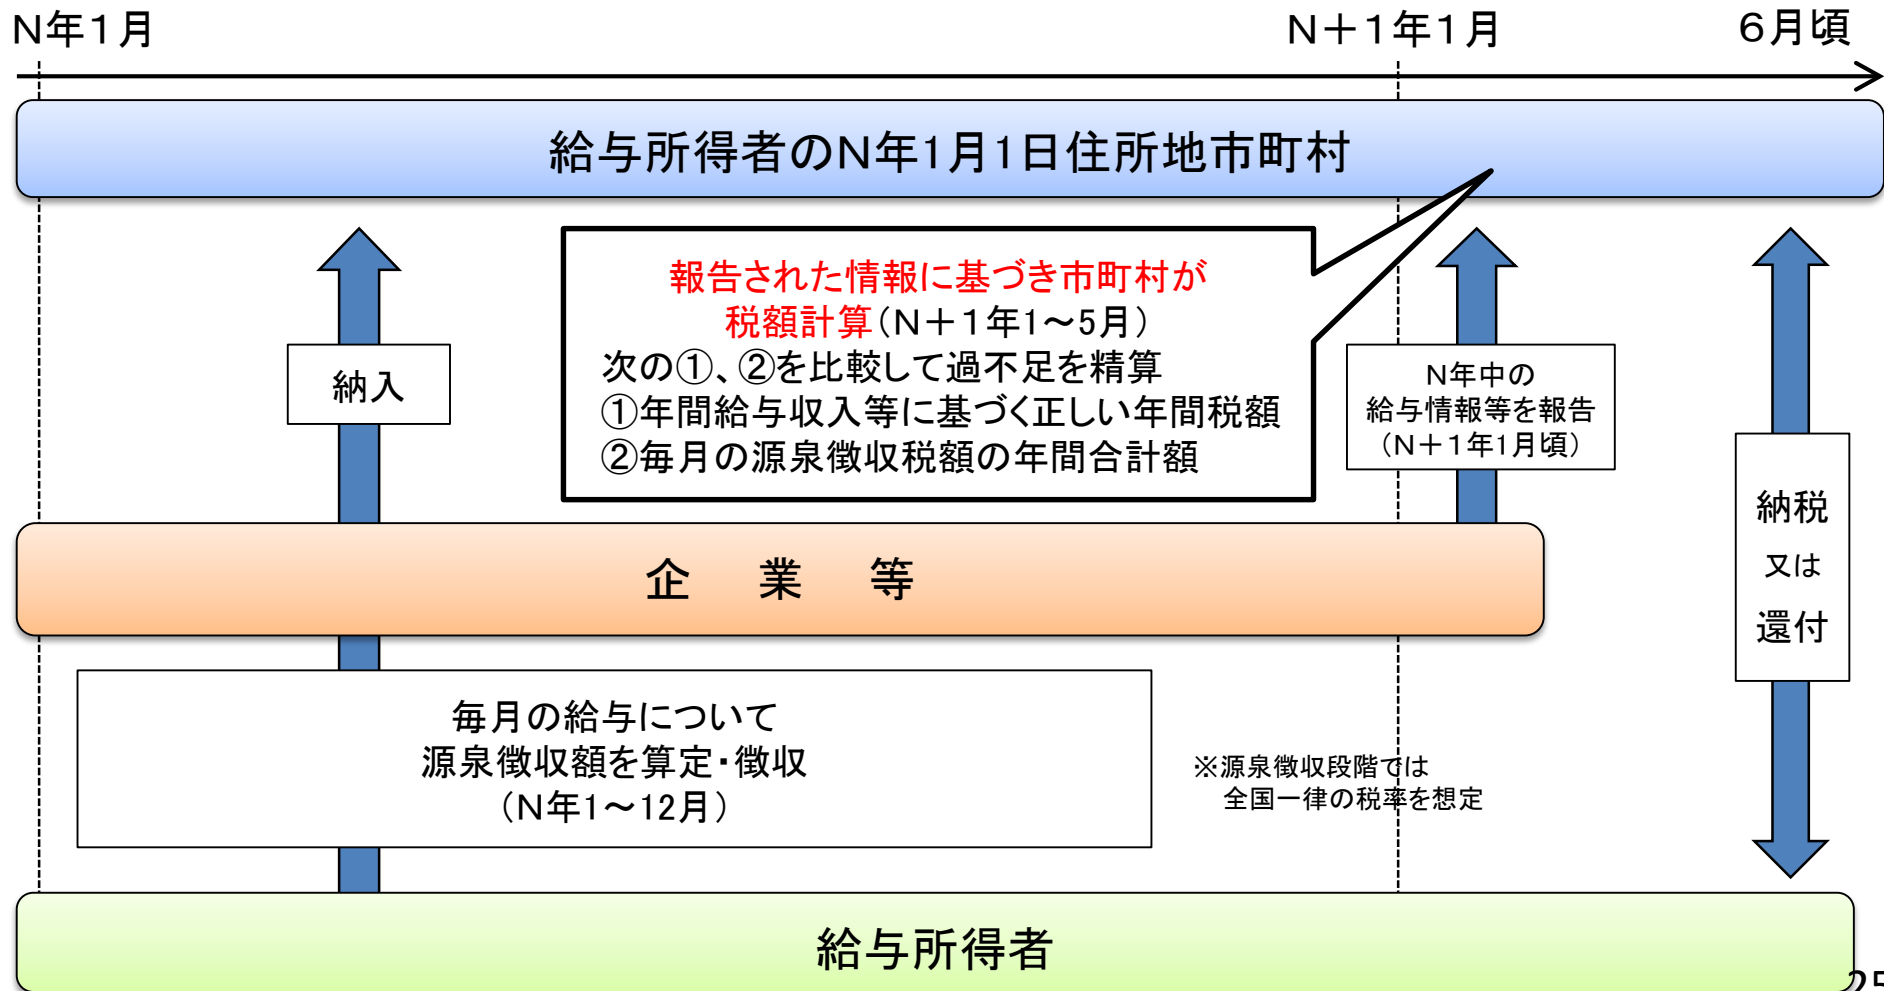 N年1月
N＋1年1月
6月頃
給与所得者のN年1月1日住所地市町村
報告された情報に基づき市町村が
税額計算（N＋1年1～5月）
次の①、②を比較して過不足を精算
①年間給与収入等に基づく正しい年間税額
②毎月の源泉徴収税額の年間合計額
納入
N年中の
給与情報等を報告
（N＋1年1月頃）
納税
又は
還付
企　業　等
毎月の給与について
源泉徴収額を算定・徴収
（N年1～12月）
※源泉徴収段階では
全国一律の税率を想定
給与所得者